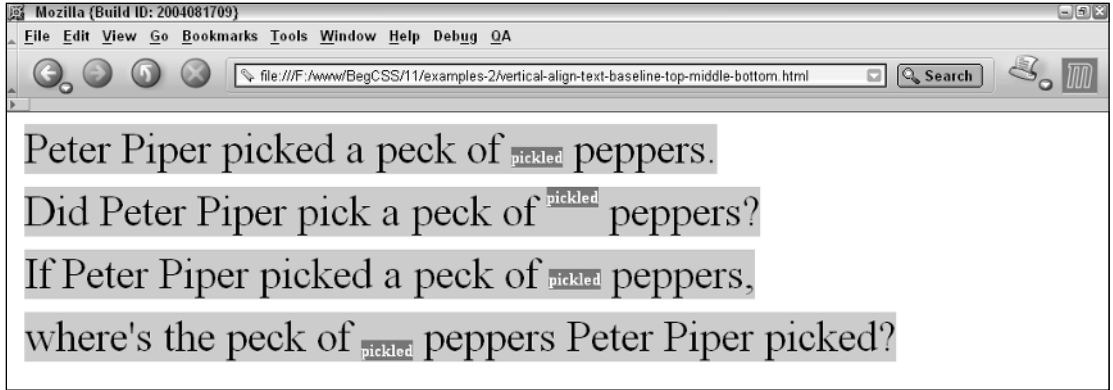 Mozilla {Build ID: 2004081709}
File Edit View Go Bookmarks Tools Window Help Debug QA
file:///F:/www/BegCSS/11/examples-2/vertical-align-text-baseline-top-middle-bottom.html Search
Peter Piper picked a peck of pickled peppers.
Did Peter Piper pick a peck of pickled peppers?
If Peter Piper picked a peck of pickled peppers,
where's the peck of pickled peppers Peter Piper picked?